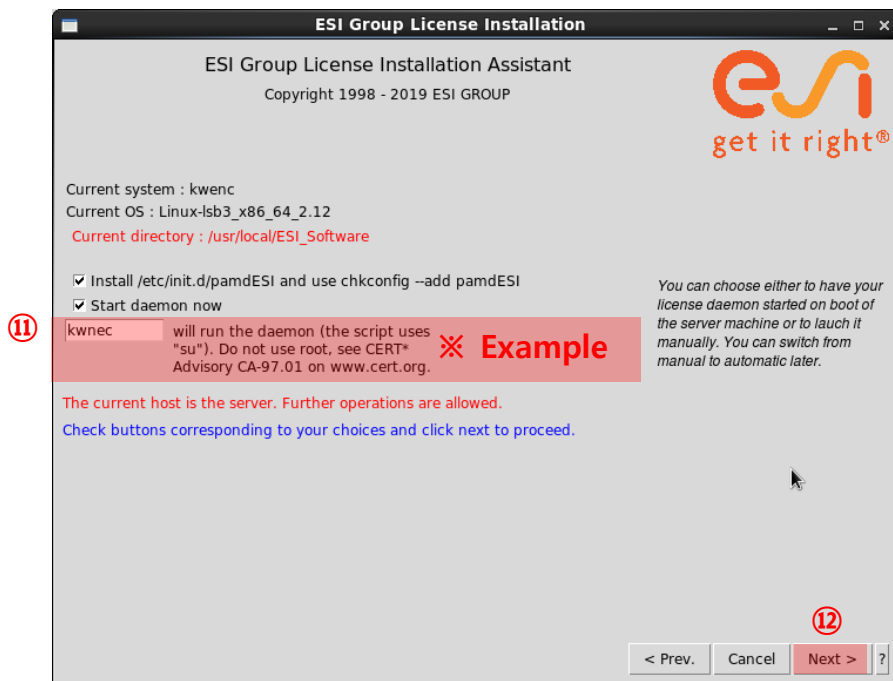 ESI Group License Installation
ESI Group License Installation Assistant
Copyright 1998 - 2019 ESI GROUP
esi
get it right®
Current system : kwenc
Current OS : Linux-lsb3_x86_64_2.12
Current directory : /usr/local/ESI_Software
Install /etc/init.d/pamdESI and use chkconfig --add pamdESI
Start daemon now
⑪
kwnec
will run the daemon (the script uses
"su"). Do not use root, see CERT*
Advisory CA-97.01 on www.cert.org.
※ Example
You can choose either to have your
license daemon started on boot of
the server machine or to lauch it
manually. You can switch from
manual to automatic later.
The current host is the server. Further operations are allowed.
Check buttons corresponding to your choices and click next to proceed.
⑫
< Prev.
Cancel
Next >
?